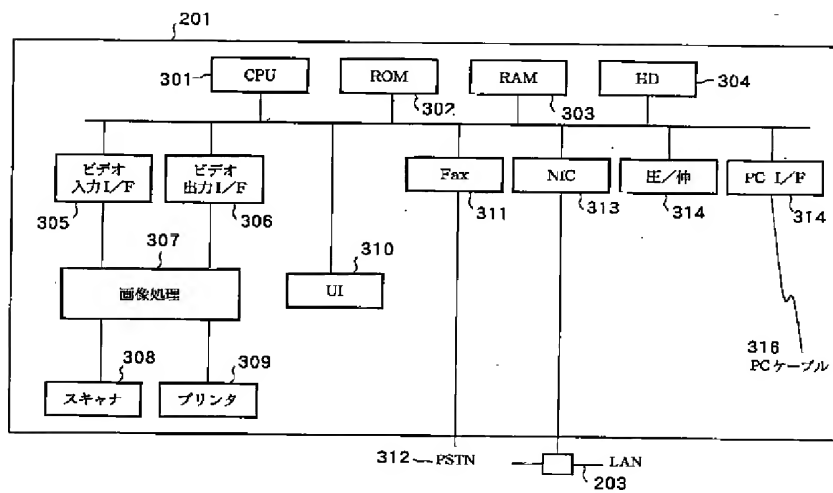 201
CPU
301
ROM
302
RAM
303
HD
304
ビデオ
入力 I/F
305
ビデオ
出力 I/F
306
Fax
311
NIC
313
圧/伸
314
PC I/F
314
307
画像処理
310
UI
308
スキャナ
309
プリンタ
316
PCケーブル
312
PSTN
LAN
203